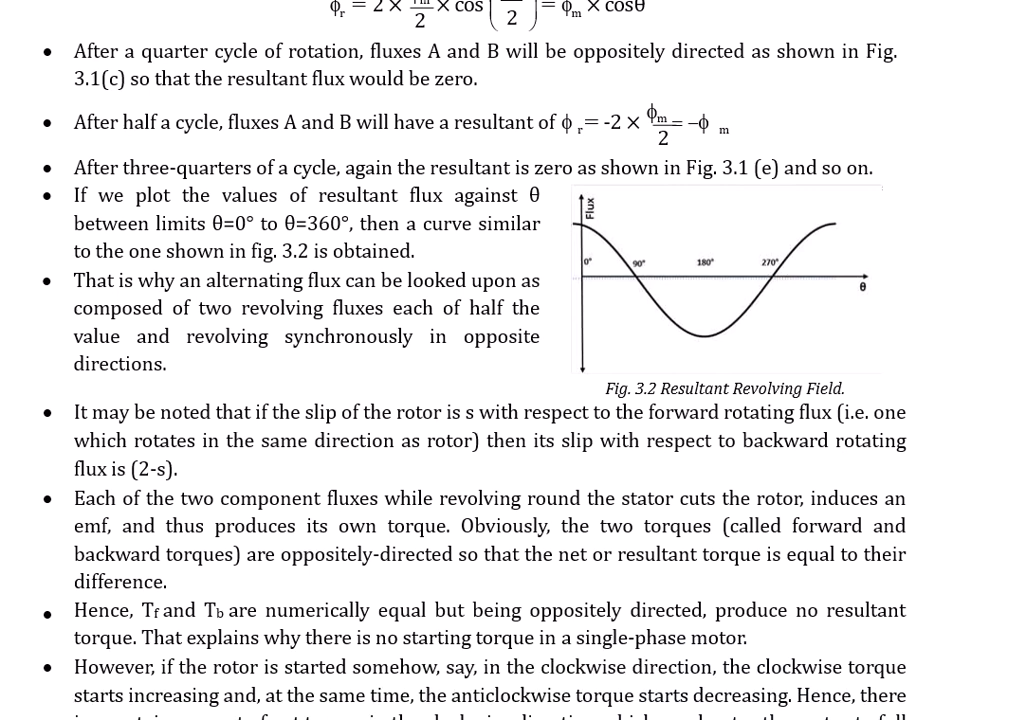 ϕr = 2 × ϕm/2 × cos ( /2 ) = ϕm × cosθ
• After a quarter cycle of rotation, fluxes A and B will be oppositely directed as shown in Fig.
3.1(c) so that the resultant flux would be zero.
• After half a cycle, fluxes A and B will have a resultant of ϕ r= -2 × ϕm/2 = −ϕ m
• After three-quarters of a cycle, again the resultant is zero as shown in Fig. 3.1 (e) and so on.
• If we plot the values of resultant flux against θ
between limits θ=0° to θ=360°, then a curve similar
to the one shown in fig. 3.2 is obtained.
• That is why an alternating flux can be looked upon as
composed of two revolving fluxes each of half the
value and revolving synchronously in opposite
directions.
Flux
0° 90° 180° 270°
θ
Fig. 3.2 Resultant Revolving Field.
• It may be noted that if the slip of the rotor is s with respect to the forward rotating flux (i.e. one
which rotates in the same direction as rotor) then its slip with respect to backward rotating
flux is (2-s).
• Each of the two component fluxes while revolving round the stator cuts the rotor, induces an
emf, and thus produces its own torque. Obviously, the two torques (called forward and
backward torques) are oppositely-directed so that the net or resultant torque is equal to their
difference.
• Hence, Tf and Tb are numerically equal but being oppositely directed, produce no resultant
torque. That explains why there is no starting torque in a single-phase motor.
• However, if the rotor is started somehow, say, in the clockwise direction, the clockwise torque
starts increasing and, at the same time, the anticlockwise torque starts decreasing. Hence, there